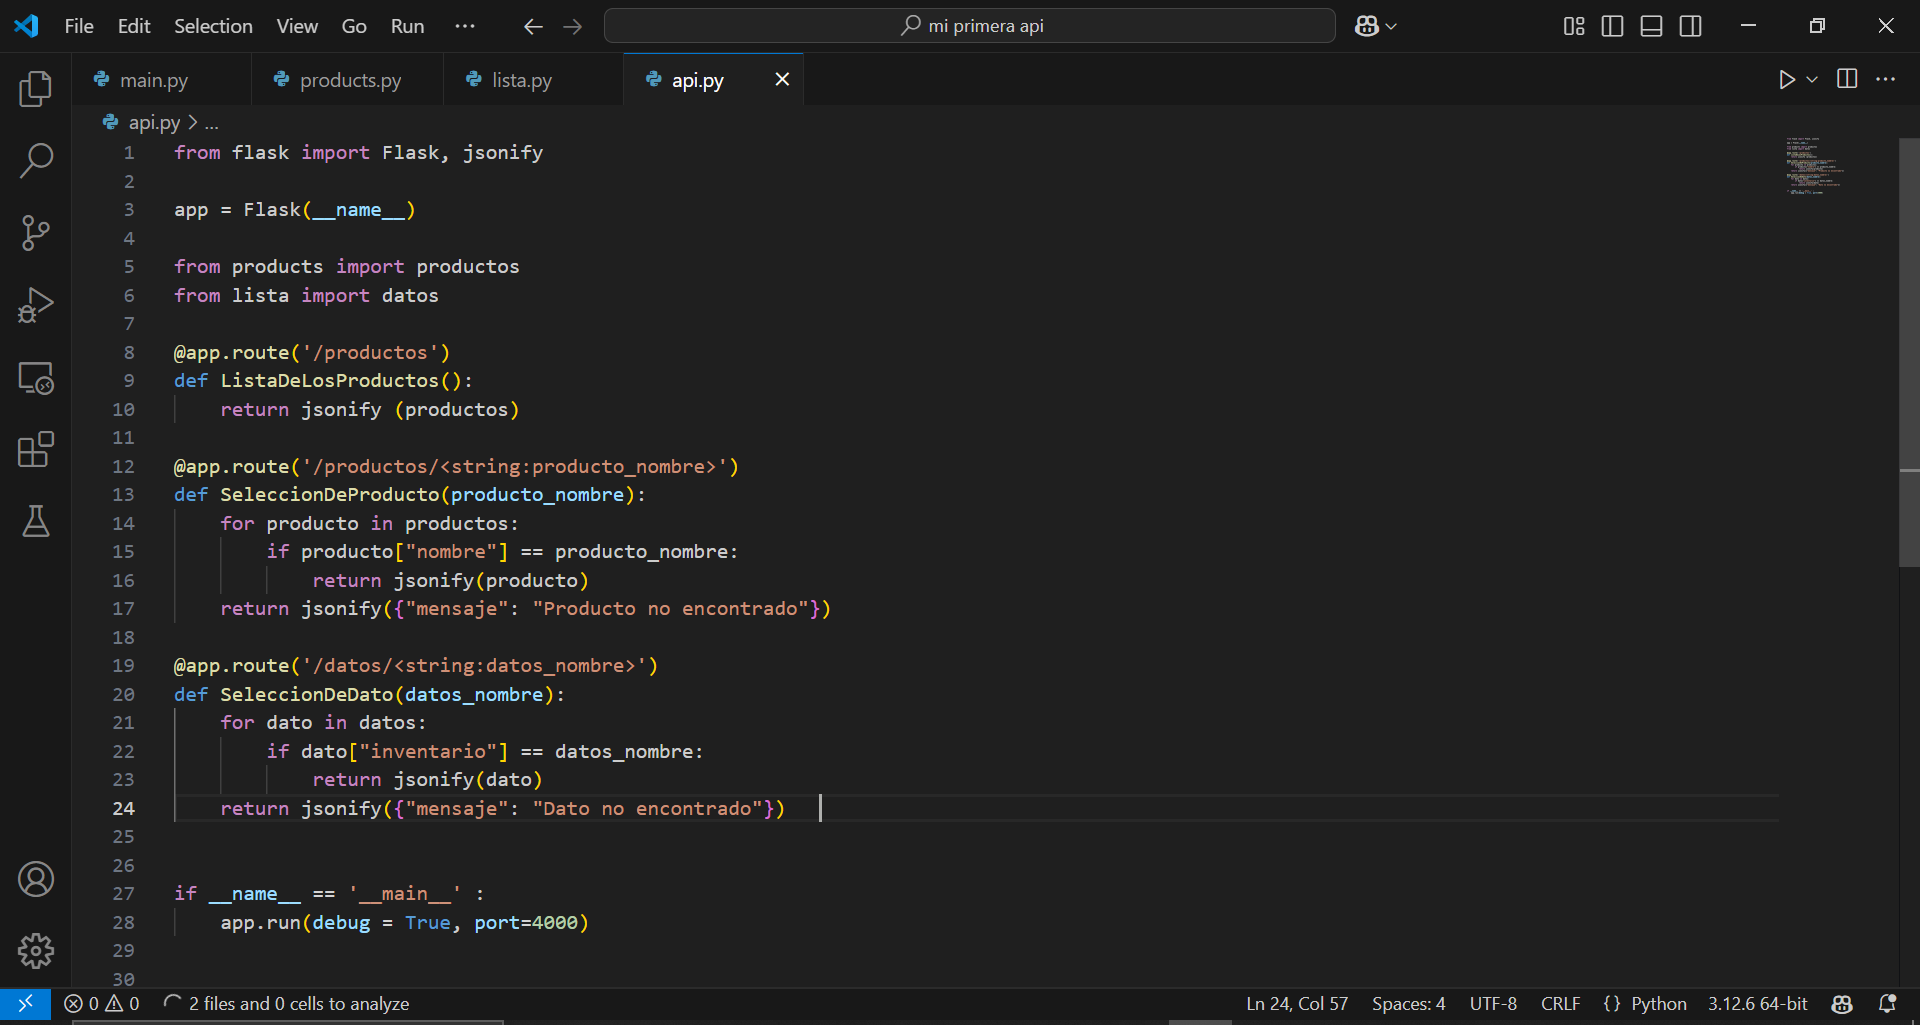 File Edit Selection View Go Run ··· mi primera api
main.py products.py lista.py api.py
api.py > ...
1 from flask import Flask, jsonify
2
3 app = Flask(__name__)
4
5 from products import productos
6 from lista import datos
7
8 @app.route('/productos')
9 def ListaDeLosProductos():
10 return jsonify (productos)
11
12 @app.route('/productos/<string:producto_nombre>')
13 def SeleccionDeProducto(producto_nombre):
14 for producto in productos:
15 if producto["nombre"] == producto_nombre:
16 return jsonify(producto)
17 return jsonify({"mensaje": "Producto no encontrado"})
18
19 @app.route('/datos/<string:datos_nombre>')
20 def SeleccionDeDato(datos_nombre):
21 for dato in datos:
22 if dato["inventario"] == datos_nombre:
23 return jsonify(dato)
24 return jsonify({"mensaje": "Dato no encontrado"})
25
26
27 if __name__ == '__main__' :
28 app.run(debug = True, port=4000)
29
30
0 0 2 files and 0 cells to analyze Ln 24, Col 57 Spaces: 4 UTF-8 CRLF {} Python 3.12.6 64-bit